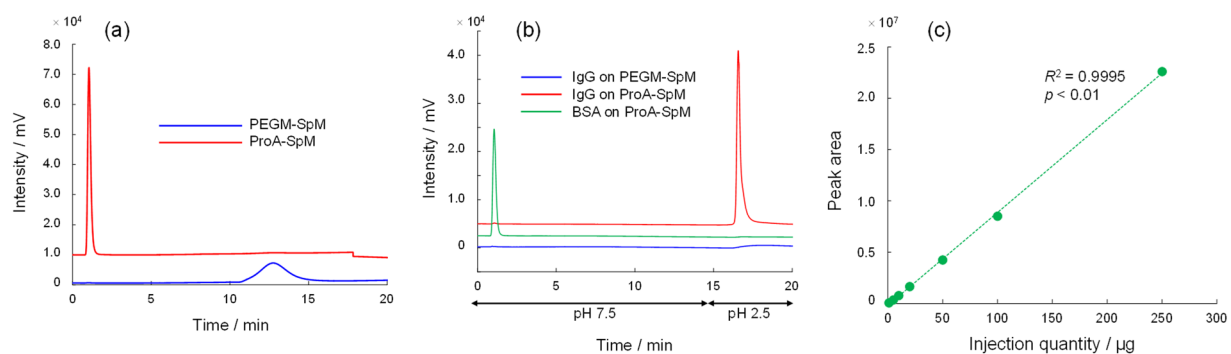 (a)
× 10⁴
8.0
7.0
6.0
5.0
4.0
3.0
2.0
1.0
0
0 5 10 15 20
Intensity / mV
Time / min
PEGM-SpM
ProA-SpM
(b)
× 10⁴
5.0
4.0
3.0
2.0
1.0
0
-1.0
0 5 10 15 20
Intensity / mV
IgG on PEGM-SpM
IgG on ProA-SpM
BSA on ProA-SpM
pH 7.5 pH 2.5
Time / min
(c)
× 10⁷
2.5
2.0
1.5
1.0
0.5
0
0 50 100 150 200 250 300
Peak area
R² = 0.9995
p < 0.01
Injection quantity / μg